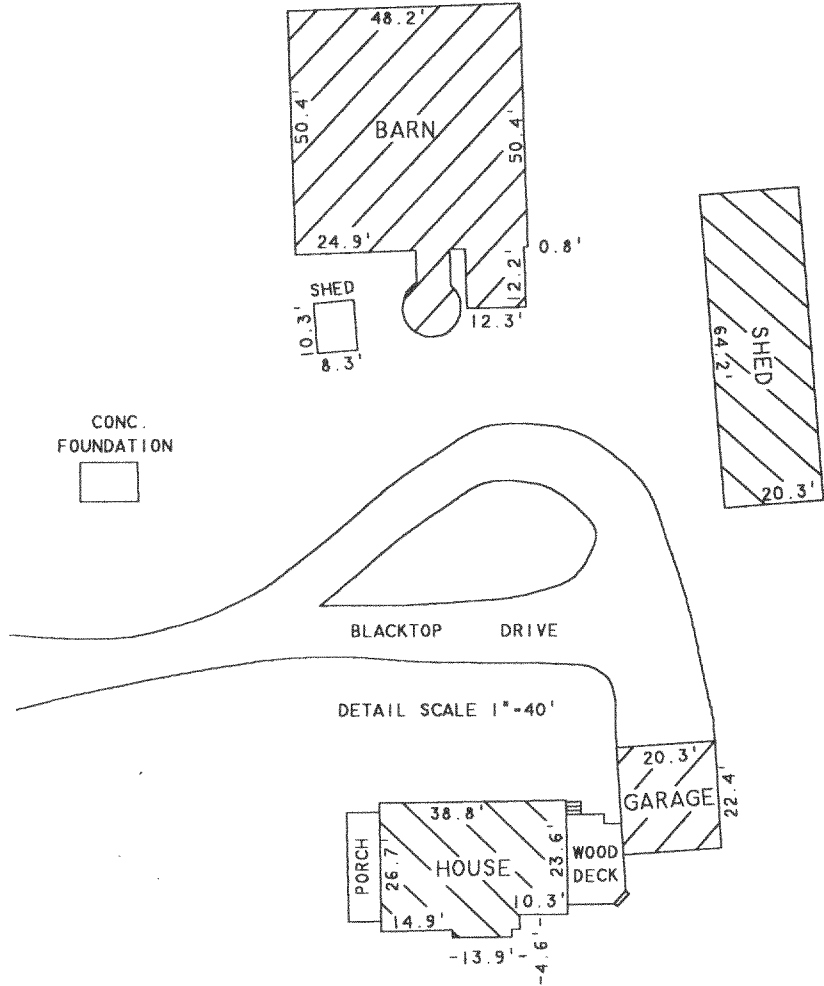 48.2'
50.4'
BARN
50.4'
24.9'
0.8'
12.2'
SHED
10.3'
12.3'
8.3'
SHED
64.2'
20.3'
CONC.
FOUNDATION
BLACKTOP DRIVE
DETAIL SCALE 1"=40'
20.3'
GARAGE
22.4'
38.8'
PORCH
26.7'
HOUSE
23.6'
WOOD
DECK
10.3'
14.9'
-13.9'-
-4.6'-